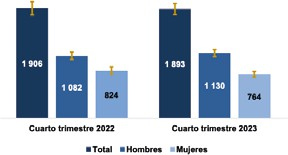 1 906
1 082
824
1 893
1 130
764
Cuarto trimestre 2022
Cuarto trimestre 2023
Total
Hombres
Mujeres